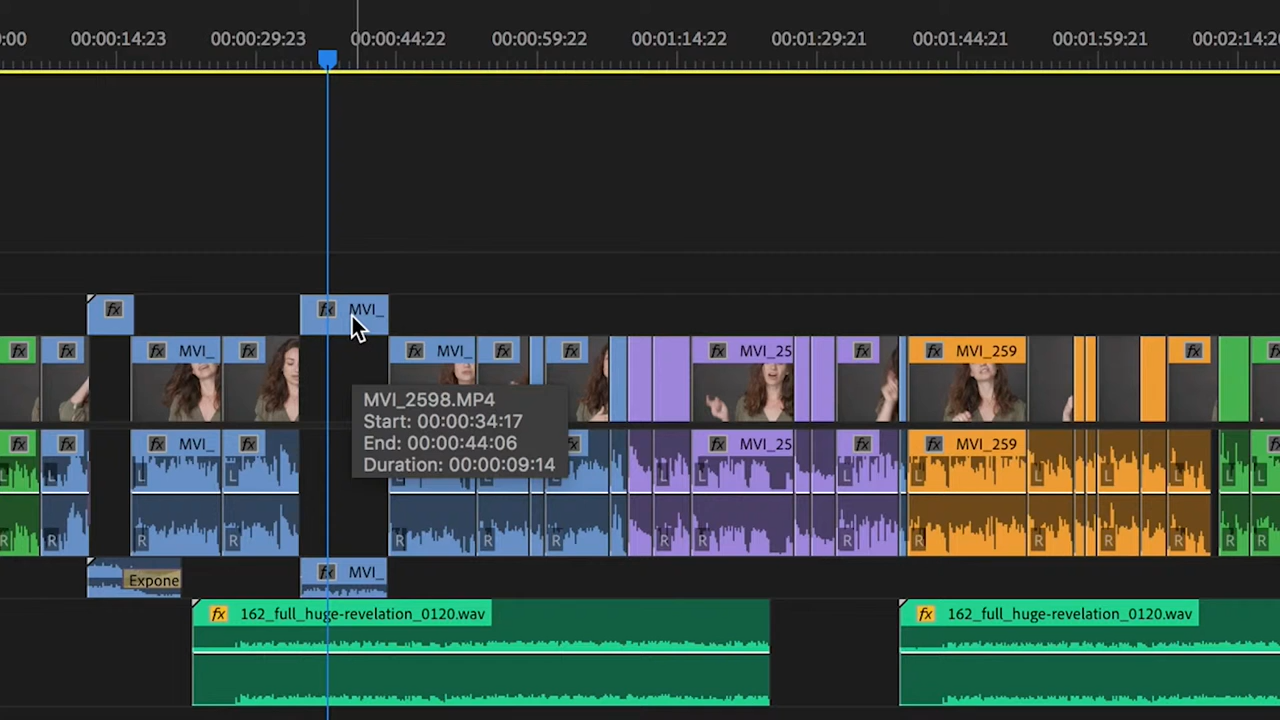 0:00 00:00:14:23 00:00:29:23 00:00:44:22 00:00:59:22 00:01:14:22 00:01:29:21 00:01:44:21 00:01:59:21 00:02:14:2
fx fx MVI_
fx fx fx MVI_ fx fx MVI_ fx fx fx MVI_25 fx fx MVI_259 fx fx
MVI_2598.MP4
Start: 00:00:34:17
End: 00:00:44:06
Duration: 00:00:09:14
fx fx fx MVI_ fx fx fx MVI_25 fx fx MVI_259 fx
L L L L L L L L L L L L L L
R R R R R R R R R R R R R R R R
Expone fx MVI_
fx 162_full_huge-revelation_0120.wav fx 162_full_huge-revelation_0120.wav